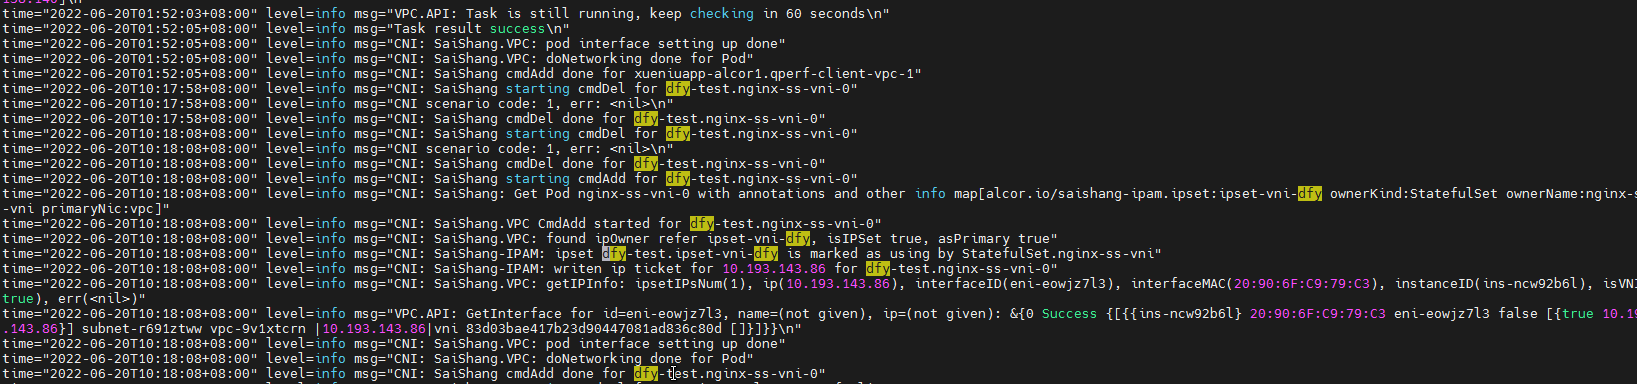 time="2022-06-20T01:52:03+08:00" level=info msg="VPC.API: Task is still running, keep checking in 60 seconds\n"
time="2022-06-20T01:52:05+08:00" level=info msg="Task result success\n"
time="2022-06-20T01:52:05+08:00" level=info msg="CNI: SaiShang.VPC: pod interface setting up done"
time="2022-06-20T01:52:05+08:00" level=info msg="CNI: SaiShang.VPC: doNetworking done for Pod"
time="2022-06-20T01:52:05+08:00" level=info msg="CNI: SaiShang cmdAdd done for xueniuapp-alcor1.qperf-client-vpc-1"
time="2022-06-20T10:17:58+08:00" level=info msg="CNI: SaiShang starting cmdDel for dfy-test.nginx-ss-vni-0"
time="2022-06-20T10:17:58+08:00" level=info msg="CNI scenario code: 1, err: <nil>\n"
time="2022-06-20T10:17:58+08:00" level=info msg="CNI: SaiShang cmdDel done for dfy-test.nginx-ss-vni-0"
time="2022-06-20T10:18:08+08:00" level=info msg="CNI: SaiShang starting cmdDel for dfy-test.nginx-ss-vni-0"
time="2022-06-20T10:18:08+08:00" level=info msg="CNI scenario code: 1, err: <nil>\n"
time="2022-06-20T10:18:08+08:00" level=info msg="CNI: SaiShang cmdDel done for dfy-test.nginx-ss-vni-0"
time="2022-06-20T10:18:08+08:00" level=info msg="CNI: SaiShang starting cmdAdd for dfy-test.nginx-ss-vni-0"
time="2022-06-20T10:18:08+08:00" level=info msg="CNI: SaiShang: Get Pod nginx-ss-vni-0 with annotations and other info map[alcor.io/saishang-ipam.ipset:ipset-vni-dfy ownerKind:StatefulSet ownerName:nginx-s
-vni primaryNic:vpc]"
time="2022-06-20T10:18:08+08:00" level=info msg="CNI: SaiShang.VPC CmdAdd started for dfy-test.nginx-ss-vni-0"
time="2022-06-20T10:18:08+08:00" level=info msg="CNI: SaiShang.VPC: found ipOwner refer ipset-vni-dfy, isIPSet true, asPrimary true"
time="2022-06-20T10:18:08+08:00" level=info msg="CNI: SaiShang-IPAM: ipset dfy-test.ipset-vni-dfy is marked as using by StatefulSet.nginx-ss-vni"
time="2022-06-20T10:18:08+08:00" level=info msg="CNI: SaiShang-IPAM: writen ip ticket for 10.193.143.86 for dfy-test.nginx-ss-vni-0"
time="2022-06-20T10:18:08+08:00" level=info msg="CNI: SaiShang.VPC: getIPInfo: ipsetIPsNum(1), ip(10.193.143.86), interfaceID(eni-eowjz7l3), interfaceMAC(20:90:6F:C9:79:C3), instanceID(ins-ncw92b6l), isVNI
true), err(<nil>)"
time="2022-06-20T10:18:08+08:00" level=info msg="VPC.API: GetInterface for id=eni-eowjz7l3, name=(not given), ip=(not given): &{0 Success {[{{ins-ncw92b6l} 20:90:6F:C9:79:C3 eni-eowjz7l3 false [{true 10.19
.143.86}] subnet-r691ztww vpc-9v1xtcrn |10.193.143.86|vni 83d03bae417b23d90447081ad836c80d []}]}}\n"
time="2022-06-20T10:18:08+08:00" level=info msg="CNI: SaiShang.VPC: pod interface setting up done"
time="2022-06-20T10:18:08+08:00" level=info msg="CNI: SaiShang.VPC: doNetworking done for Pod"
time="2022-06-20T10:18:08+08:00" level=info msg="CNI: SaiShang cmdAdd done for dfy-test.nginx-ss-vni-0"